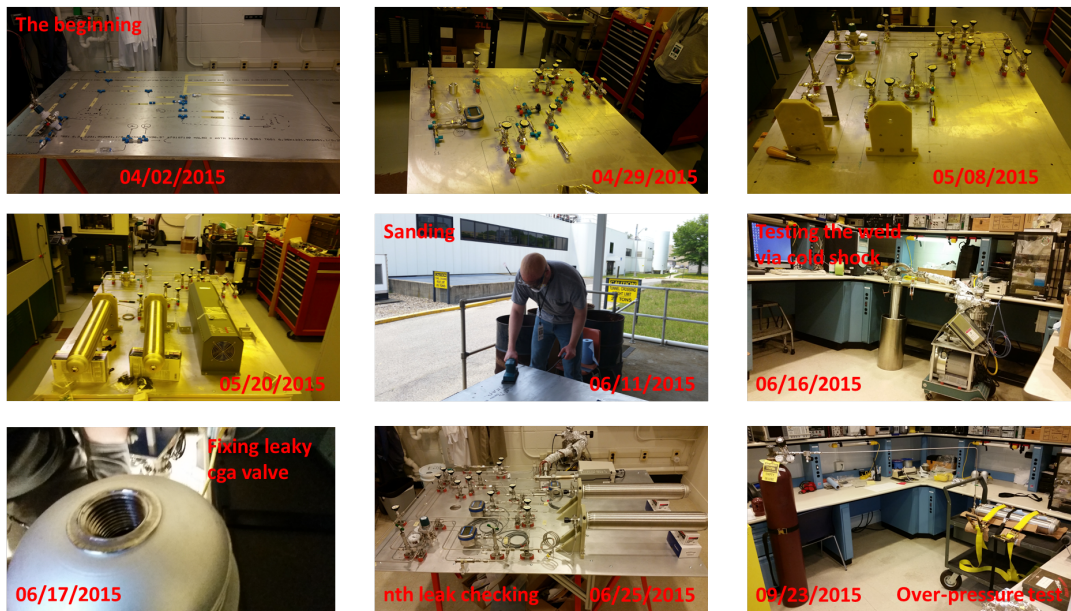 The beginning
04/02/2015
04/29/2015
05/08/2015
05/20/2015
Sanding
06/11/2015
Testing the weld
via cold shock
06/16/2015
Fixing leaky
cga valve
06/17/2015
nth leak checking
06/25/2015
09/23/2015
Over-pressure test